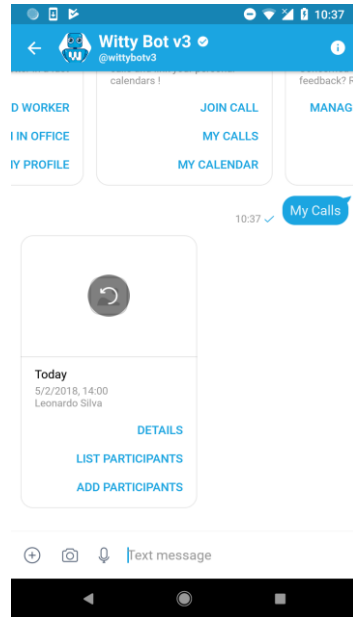 10:37
Witty Bot v3
@wittybotv3
calendars !
feedback? R
D WORKER
JOIN CALL
MANAG
IN OFFICE
MY CALLS
Y PROFILE
MY CALENDAR
10:37
My Calls
Today
5/2/2018, 14:00
Leonardo Silva
DETAILS
LIST PARTICIPANTS
ADD PARTICIPANTS
Text message